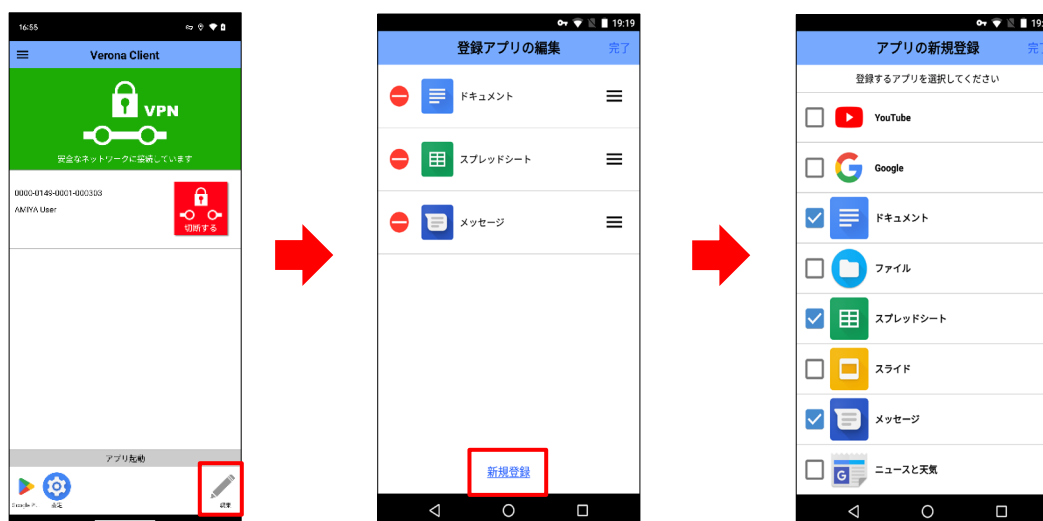 16:55
Verona Client
VPN
安全なネットワークに接続しています
0000-0149-0001-000303
AMIYA User
切断する
アプリ起動
設定
編集
19:19
登録アプリの編集
完了
ドキュメント
スプレッドシート
メッセージ
新規登録
アプリの新規登録
登録するアプリを選択してください
YouTube
Google
ドキュメント
ファイル
スプレッドシート
スライド
メッセージ
ニュースと天気